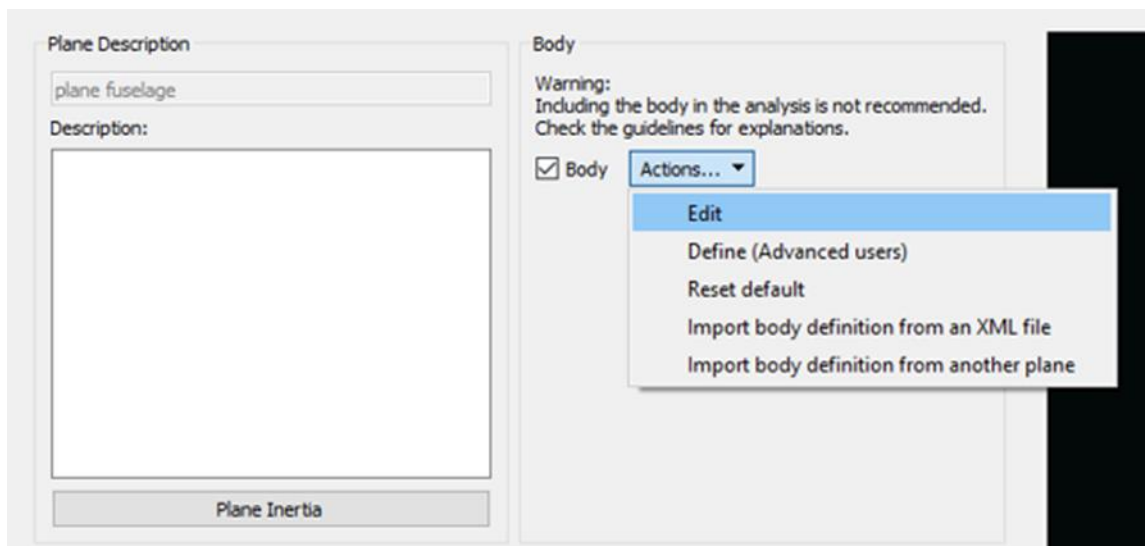 Plane Description
plane fuselage
Description:
Plane Inertia
Body
Warning:
Including the body in the analysis is not recommended.
Check the guidelines for explanations.
Body
Actions...
Edit
Define (Advanced users)
Reset default
Import body definition from an XML file
Import body definition from another plane